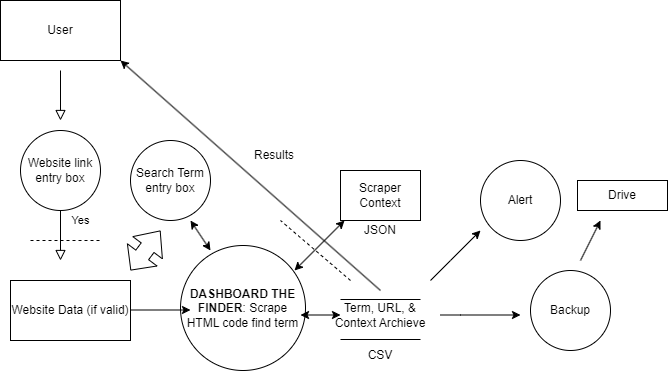 User
Website link
entry box
Search Term
entry box
Results
Scraper
Context
JSON
Alert
Drive
Yes
Website Data (if valid)
DASHBOARD THE
FINDER: Scrape
HTML code find term
Term, URL, &
Context Archieve
CSV
Backup